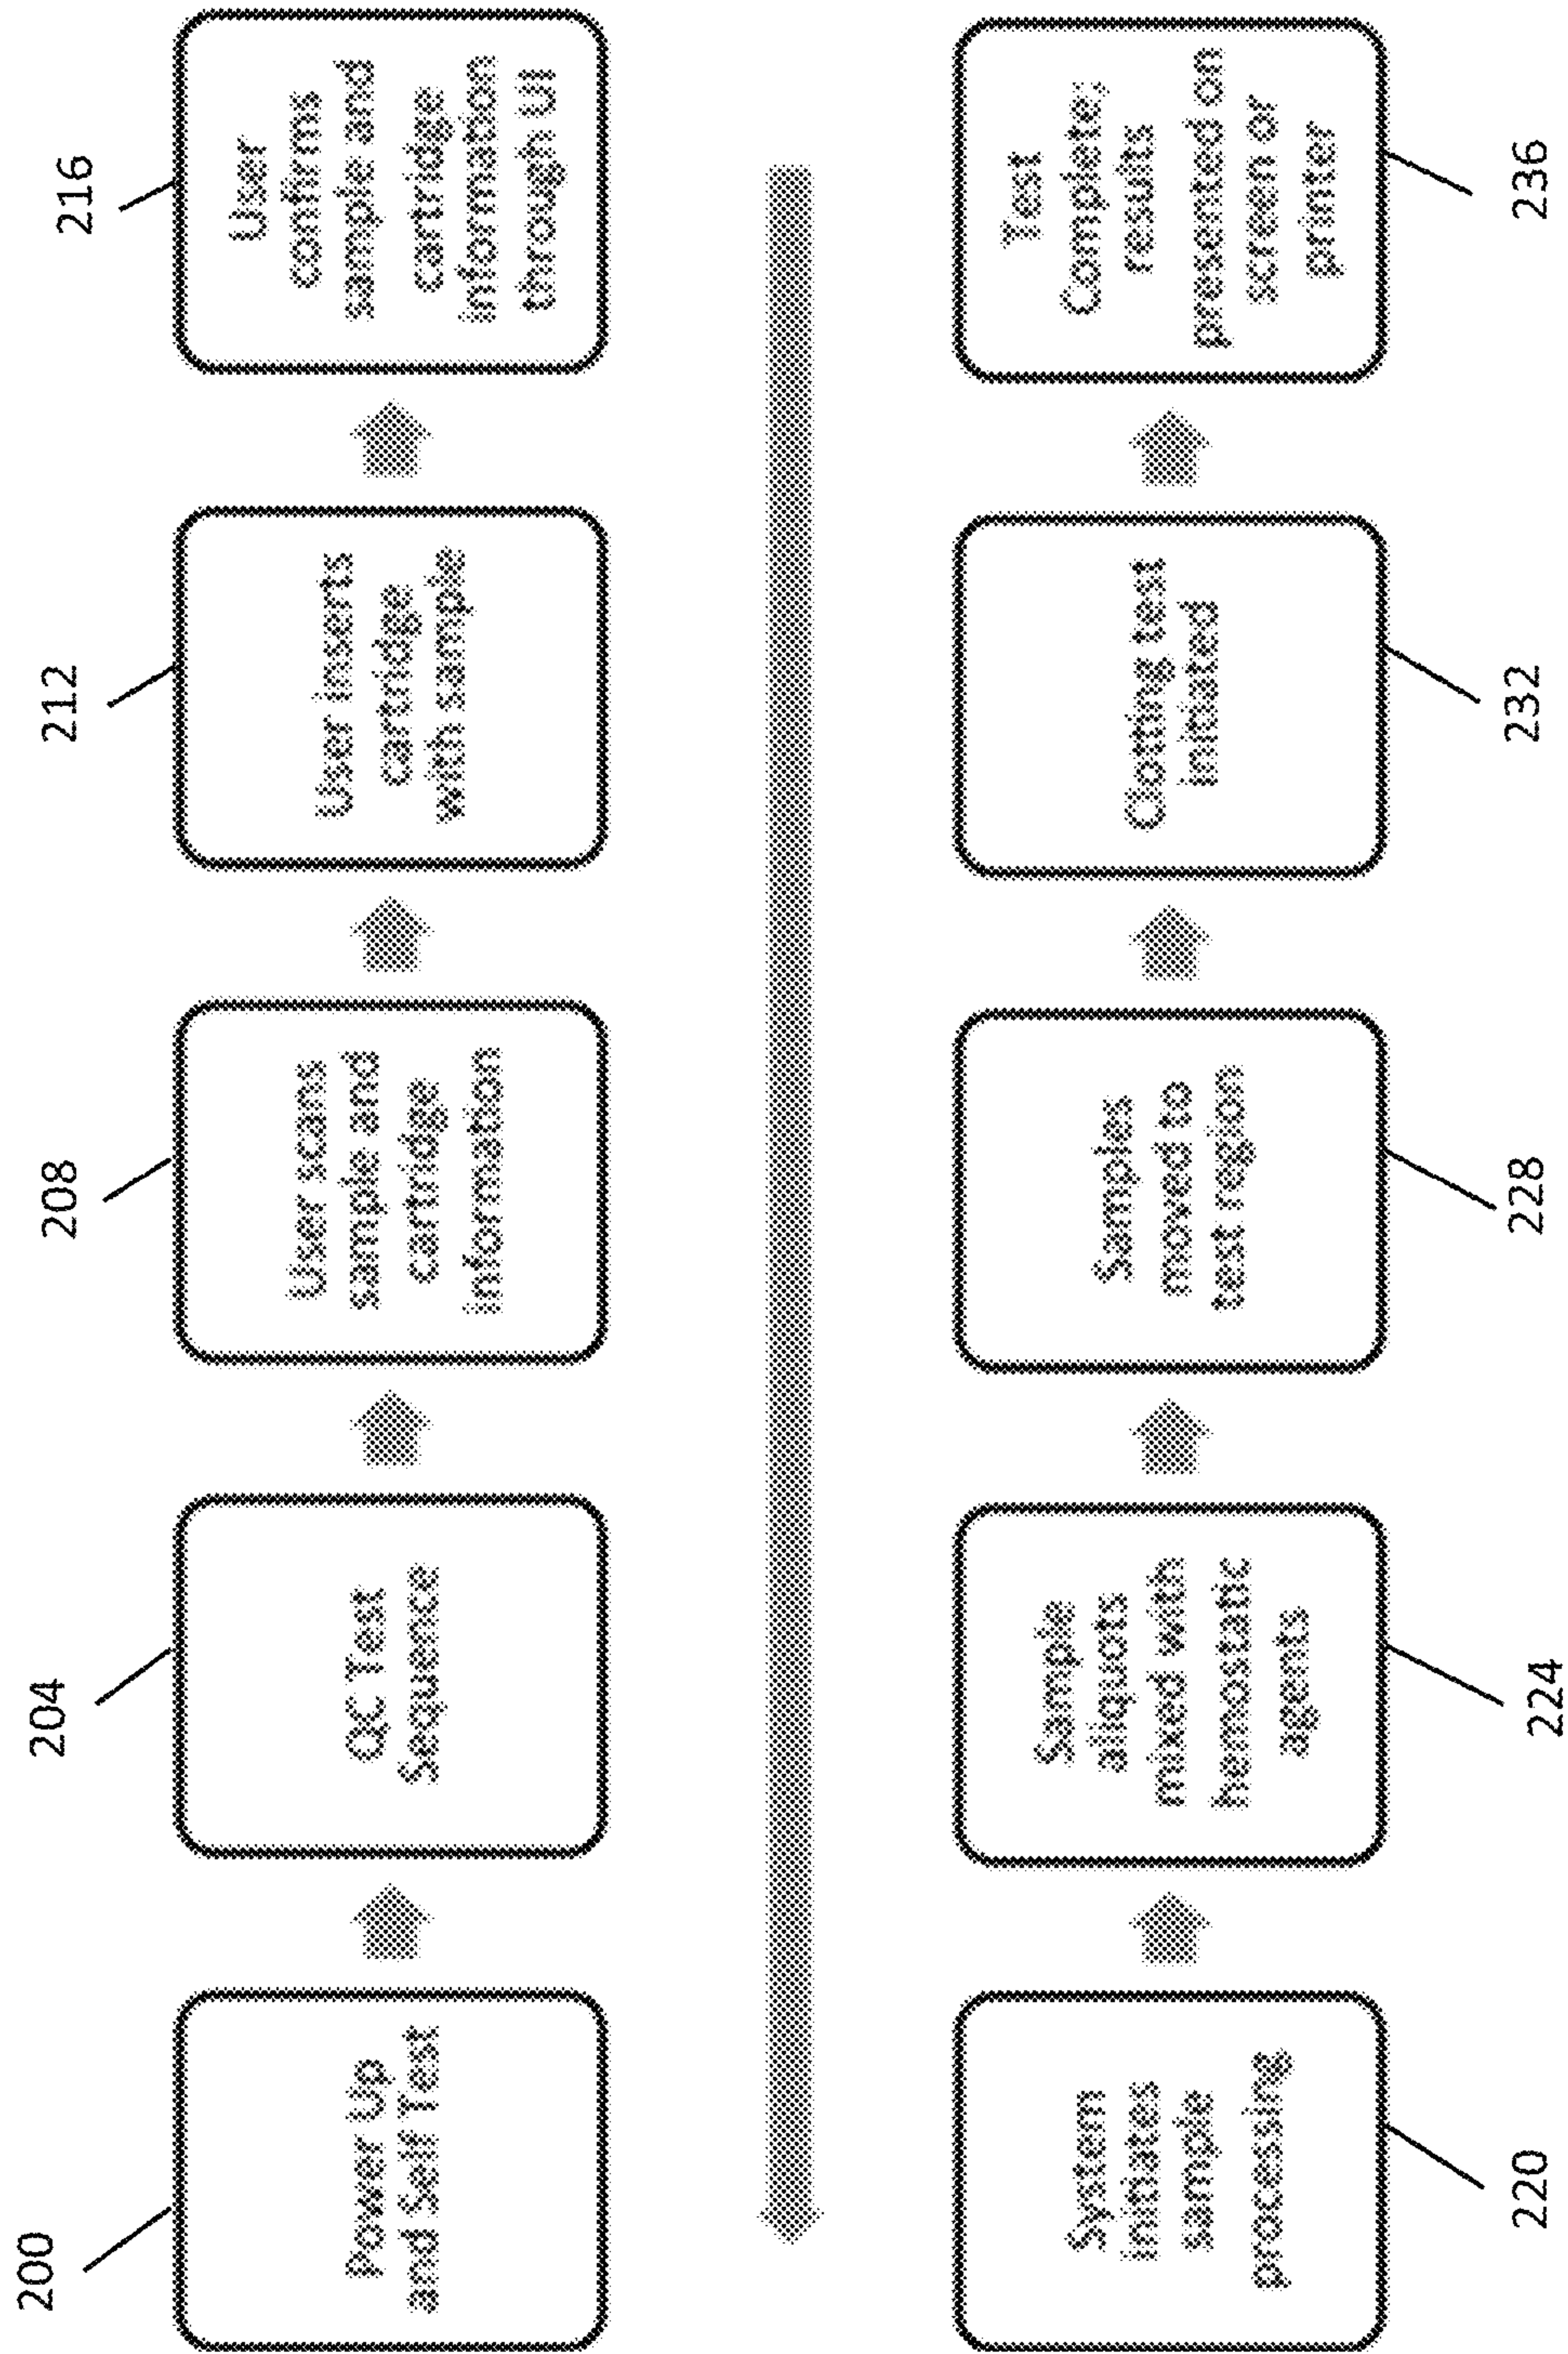 200
Power Up
and Self Test
204
QC Test
Sequence
208
User scans
sample and
cartridge
information
212
User inserts
cartridge
with sample
216
User
confirms
sample and
cartridge
information
through UI
System
initiates
sample
processing
220
Sample
aliquots
mixed with
hemostatic
agents
224
Samples
moved to
test region
228
Clotting test
initiated
232
Test
Complete;
results
presented on
screen or
printer
236